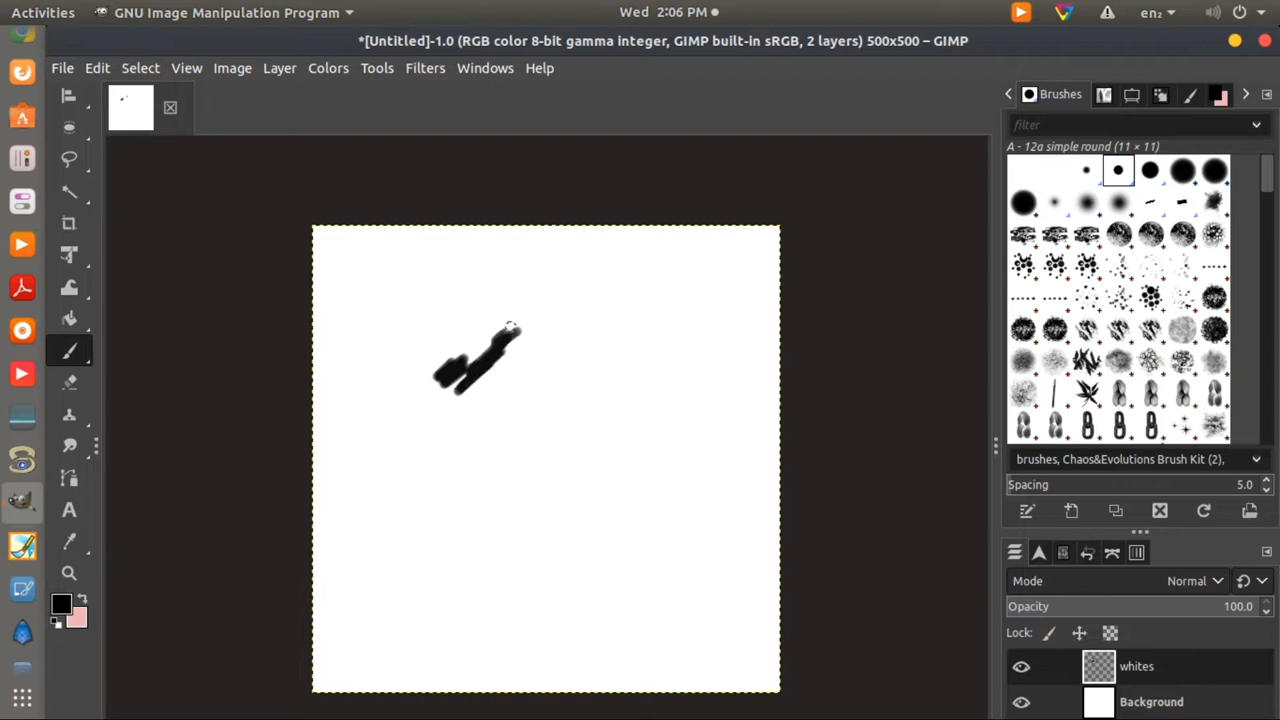 Activities GNU Image Manipulation Program Wed 2:06 PM en₂
*[Untitled]-1.0 (RGB color 8-bit gamma integer, GIMP built-in sRGB, 2 layers) 500x500 – GIMP
File Edit Select View Image Layer Colors Tools Filters Windows Help
Brushes
filter
A - 12a simple round (11 × 11)
brushes, Chaos&Evolutions Brush Kit (2),
Spacing 5.0
Mode Normal
Opacity 100.0
Lock:
whites
Background